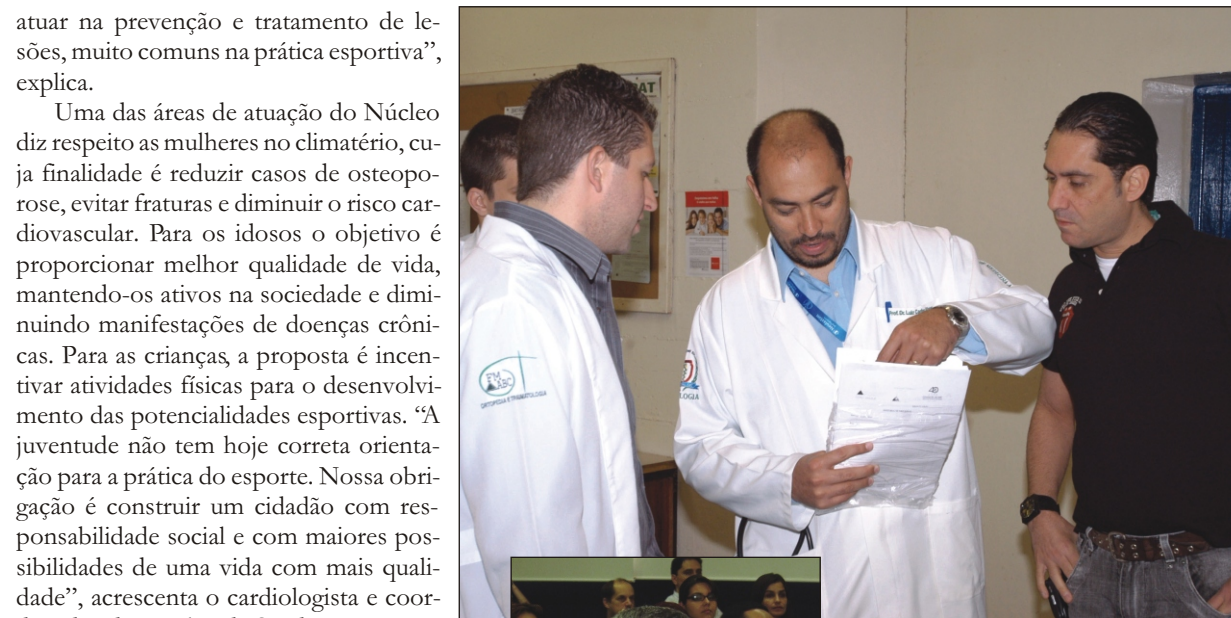 atuar na prevenção e tratamento de le-
sões, muito comuns na prática esportiva”,
explica.
Uma das áreas de atuação do Núcleo
diz respeito as mulheres no climatério, cu-
ja finalidade é reduzir casos de osteopo-
rose, evitar fraturas e diminuir o risco car-
diovascular. Para os idosos o objetivo é
proporcionar melhor qualidade de vida,
mantendo-os ativos na sociedade e dimi-
nuindo manifestações de doenças crôni-
cas. Para as crianças, a proposta é incen-
tivar atividades físicas para o desenvolvi-
mento das potencialidades esportivas. “A
juventude não tem hoje correta orienta-
ção para a prática do esporte. Nossa obri-
gação é construir um cidadão com res-
ponsabilidade social e com maiores pos-
sibilidades de uma vida com mais quali-
dade”, acrescenta o cardiologista e coor-
FM
ABC
ORTOPEDIA E TRAUMATOLOGIA
Prof. Dr. Luiz